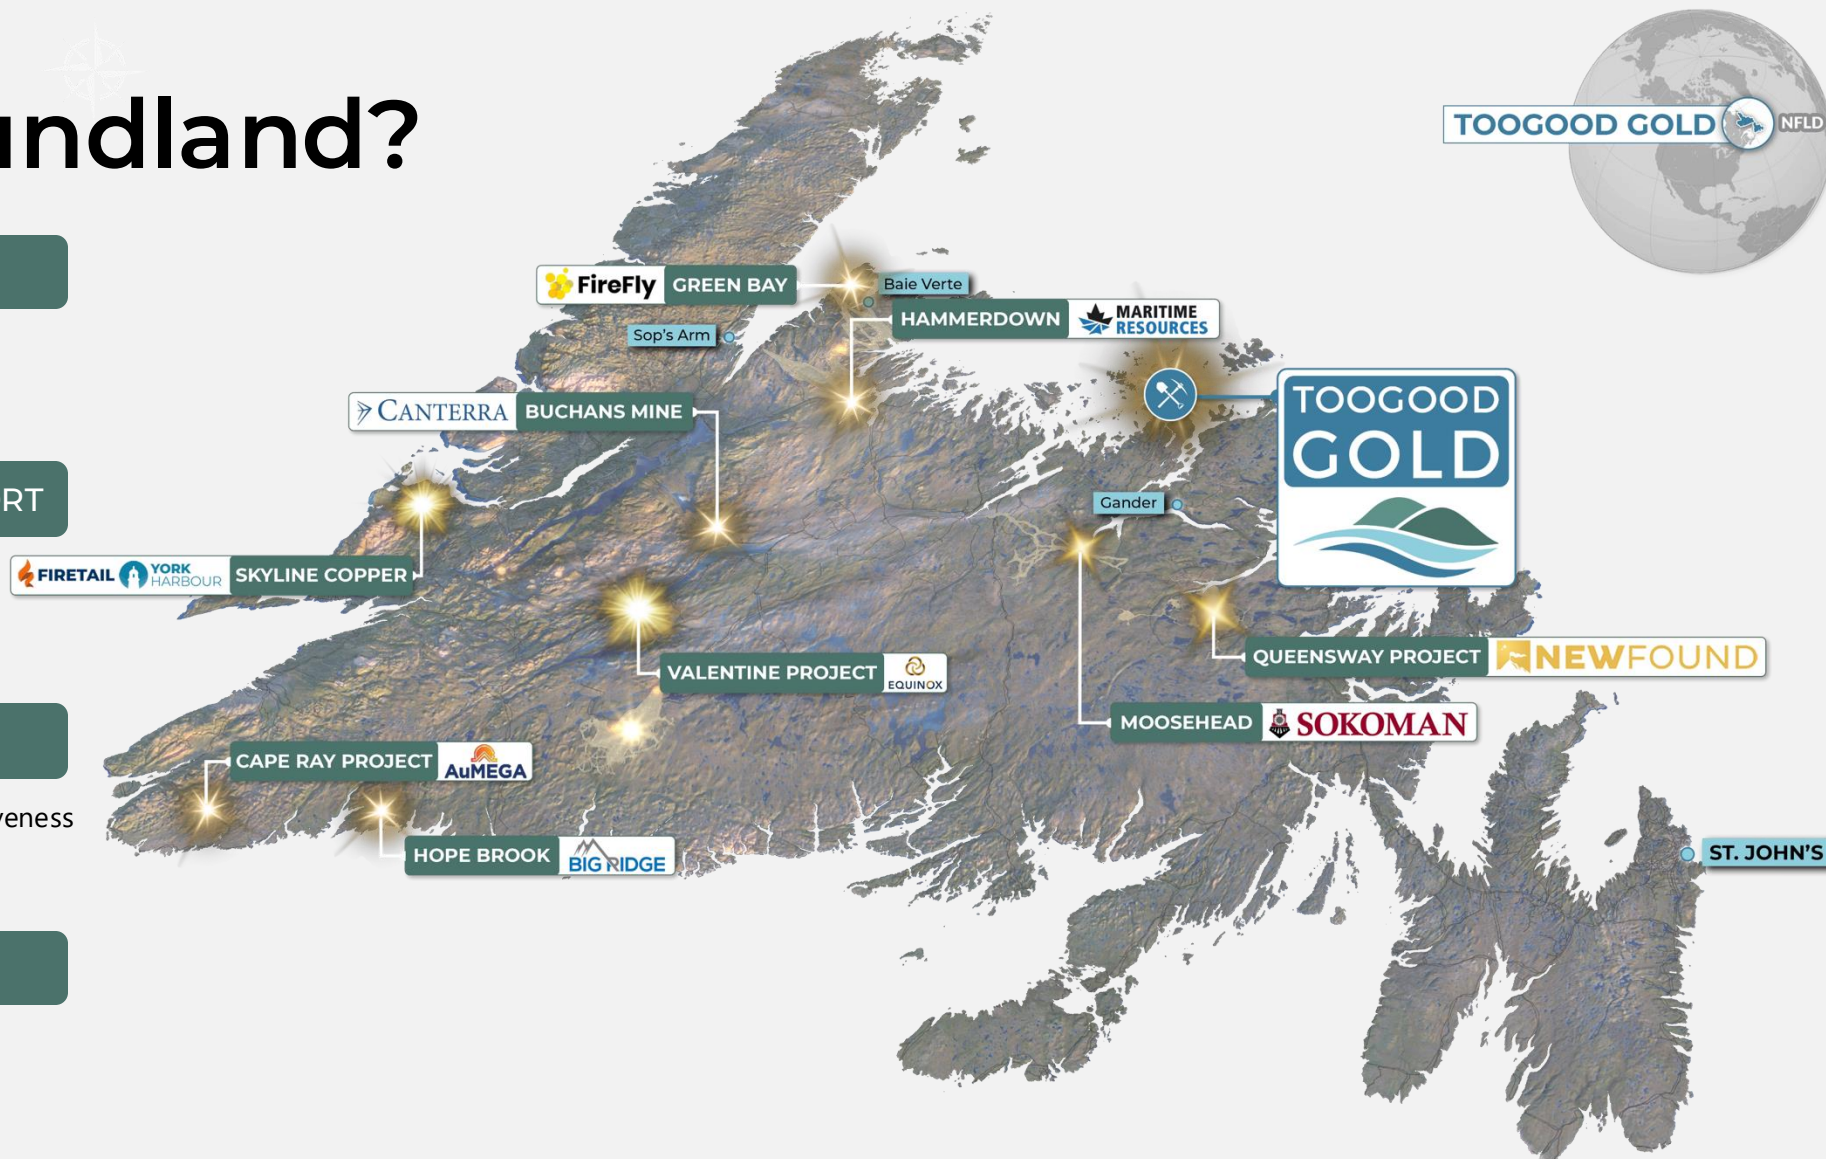 undland?
TOOGOOD GOLD
NFLD
FireFly GREEN BAY
Baie Verte
HAMMERDOWN MARITIME RESOURCES
Sop's Arm
CANTERRA BUCHANS MINE
TOOGOOD
GOLD
RT
Gander
FIRETAIL YORK HARBOUR SKYLINE COPPER
QUEENSWAY PROJECT NEWFOUND
VALENTINE PROJECT EQUINOX
MOOSEHEAD SOKOMAN
CAPE RAY PROJECT AuMEGA
veness
HOPE BROOK BIG RIDGE
ST. JOHN'S